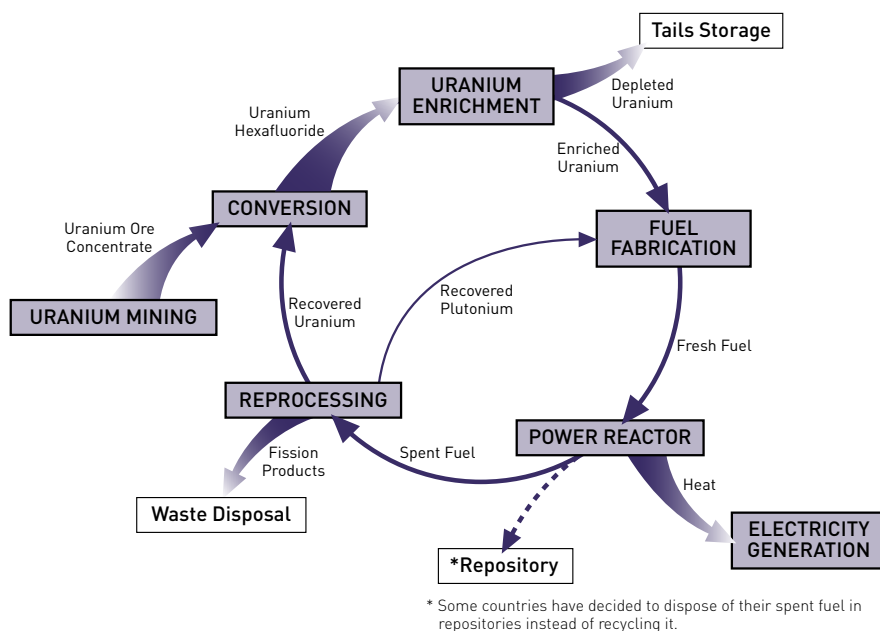 Tails Storage
URANIUM
ENRICHMENT
Depleted
Uranium
Uranium
Hexafluoride
Enriched
Uranium
CONVERSION
FUEL
FABRICATION
Uranium Ore
Concentrate
URANIUM MINING
Recovered
Uranium
Recovered
Plutonium
Fresh Fuel
REPROCESSING
POWER REACTOR
Fission
Products
Spent Fuel
Heat
Waste Disposal
ELECTRICITY
GENERATION
*Repository
* Some countries have decided to dispose of their spent fuel in
repositories instead of recycling it.